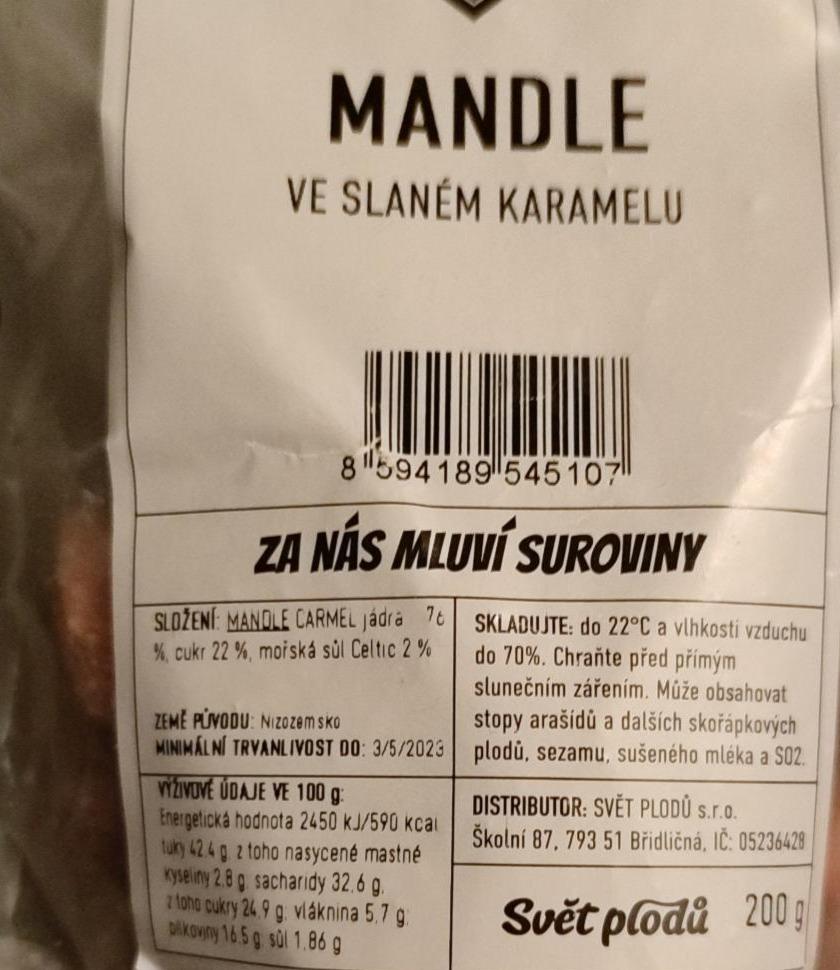 MANDLE
VE SLANÉM KARAMELU
8 594189 545107
ZA NÁS MLUVÍ SUROVINY
SLOŽENÍ: MANDLE CARMEL jádra 76
%, cukr 22 %, mořská sůl Celtic 2 %
ZEMĚ PŮVODU: Nizozemsko
MINIMÁLNÍ TRVANLIVOST DO: 3/5/2023
SKLADUJTE: do 22°C a vlhkosti vzduchu
do 70%. Chraňte před přímým
slunečním zářením. Může obsahovat
stopy arašídů a dalších skořápkových
plodů, sezamu, sušeného mléka a SO2.
VÝŽIVOVÉ ÚDAJE VE 100 g:
Energetická hodnota 2450 kJ/590 kcal
tuky 42.4 g. z toho nasycené mastné
kyseliny 2.8 g. sacharidy 32.6 g.
z toho cukry 24.9 g. vláknina 5.7 g.
bílkoviny 16.5 g. sůl 1.86 g
DISTRIBUTOR: SVĚT PLODŮ s.r.o.
Školní 87, 793 51 Břidličná, IČ: 05236428
Svět plodů 200 g